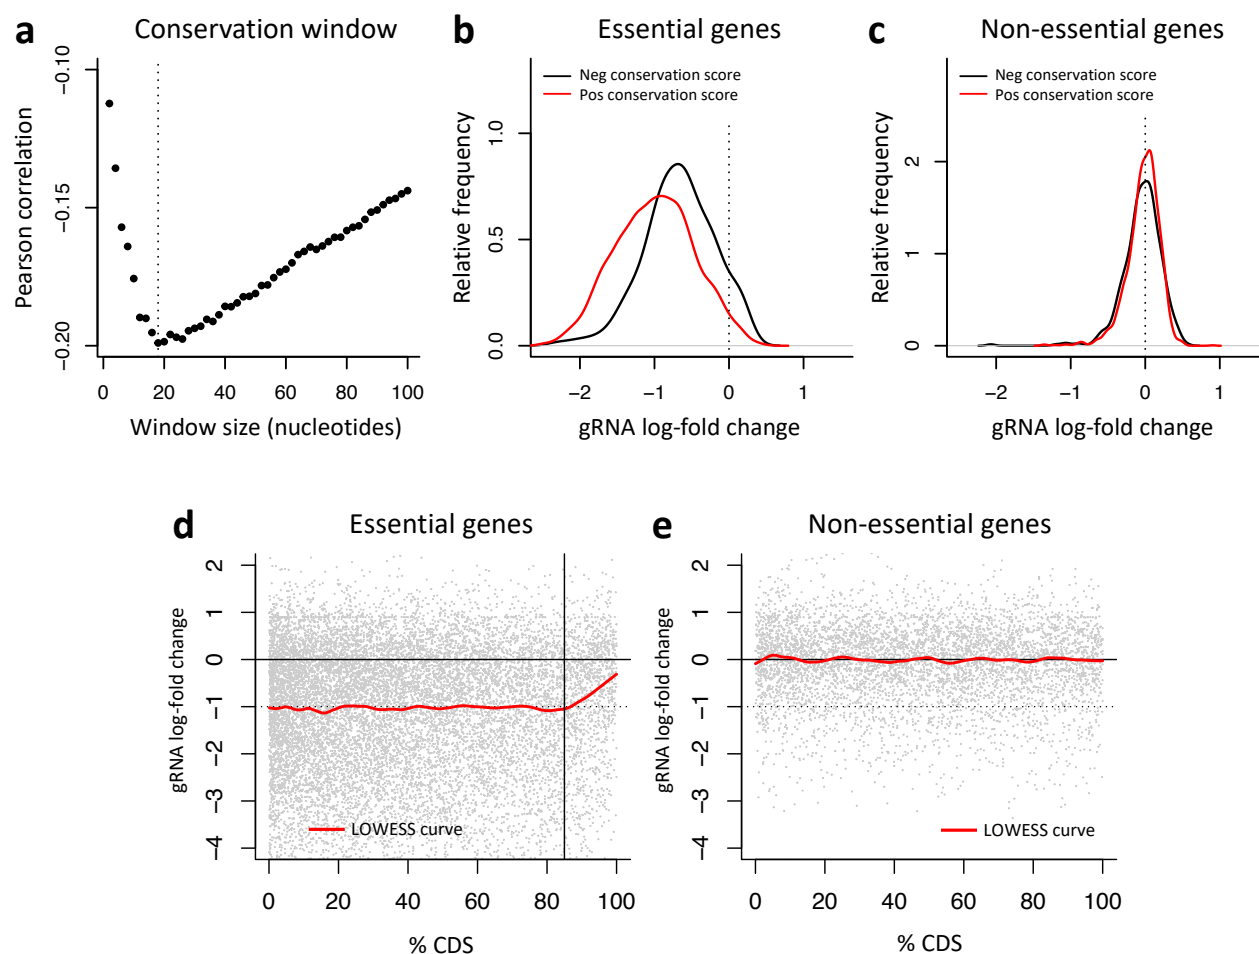 a
Conservation window
Pearson correlation
−0.10
−0.15
−0.20
0 20 40 60 80 100
Window size (nucleotides)
b
Essential genes
Neg conservation score
Pos conservation score
Relative frequency
1.0
0.5
0.0
−2 −1 0 1
gRNA log-fold change
c
Non-essential genes
Neg conservation score
Pos conservation score
Relative frequency
2
1
0
−2 −1 0 1
gRNA log-fold change
d
Essential genes
gRNA log-fold change
2
1
0
−1
−2
−3
−4
LOWESS curve
0 20 40 60 80 100
% CDS
e
Non-essential genes
gRNA log-fold change
2
1
0
−1
−2
−3
−4
LOWESS curve
0 20 40 60 80 100
% CDS